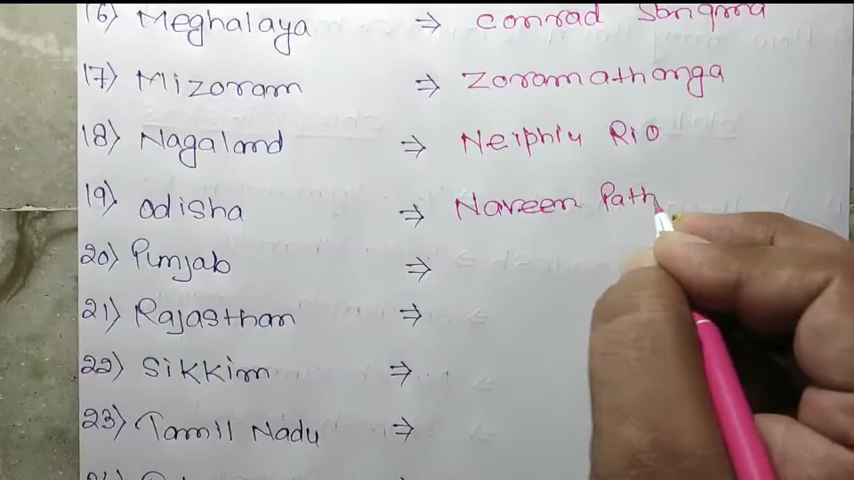 16) Meghalaya ⇒ Conrad Sangma
17) Mizoram ⇒ Zoramathanga
18) Nagaland ⇒ Neiphiu Rio
19) Odisha ⇒ Naveen Path
20) Punjab ⇒
21) Rajasthan ⇒
22) Sikkim ⇒
23) Tamil Nadu ⇒